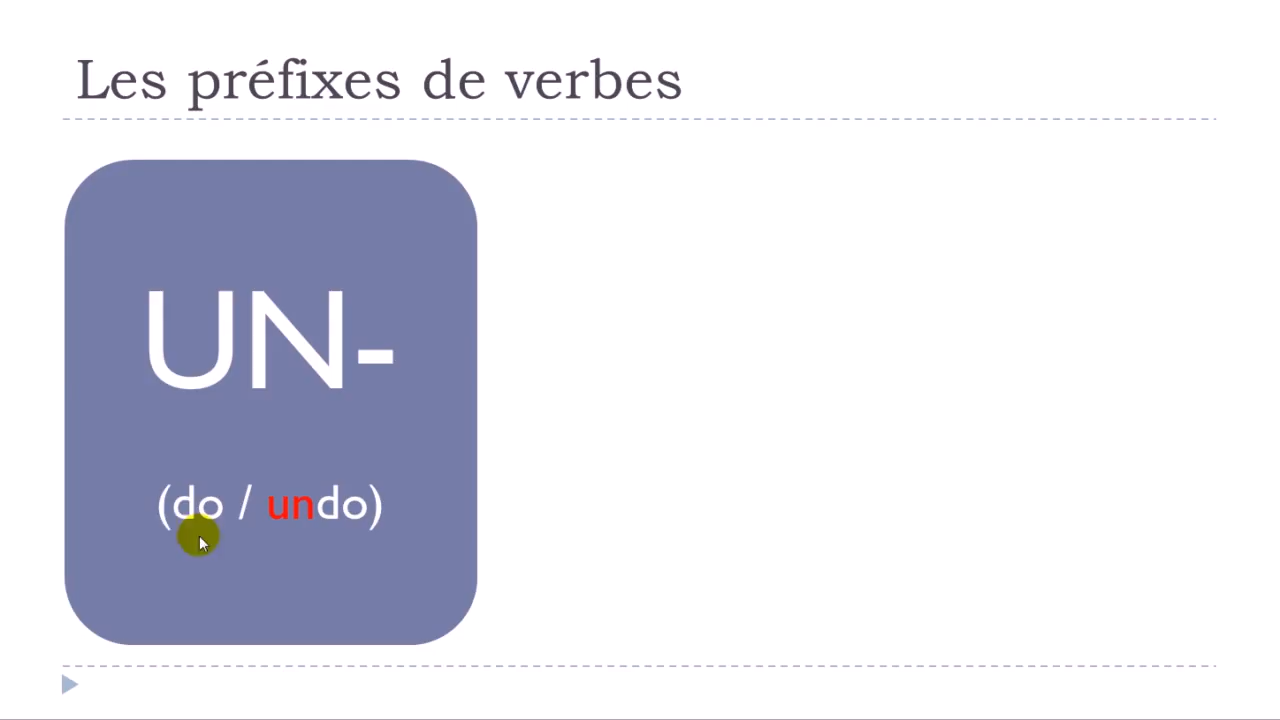 Les préfixes de verbes
UN-
(do / undo)